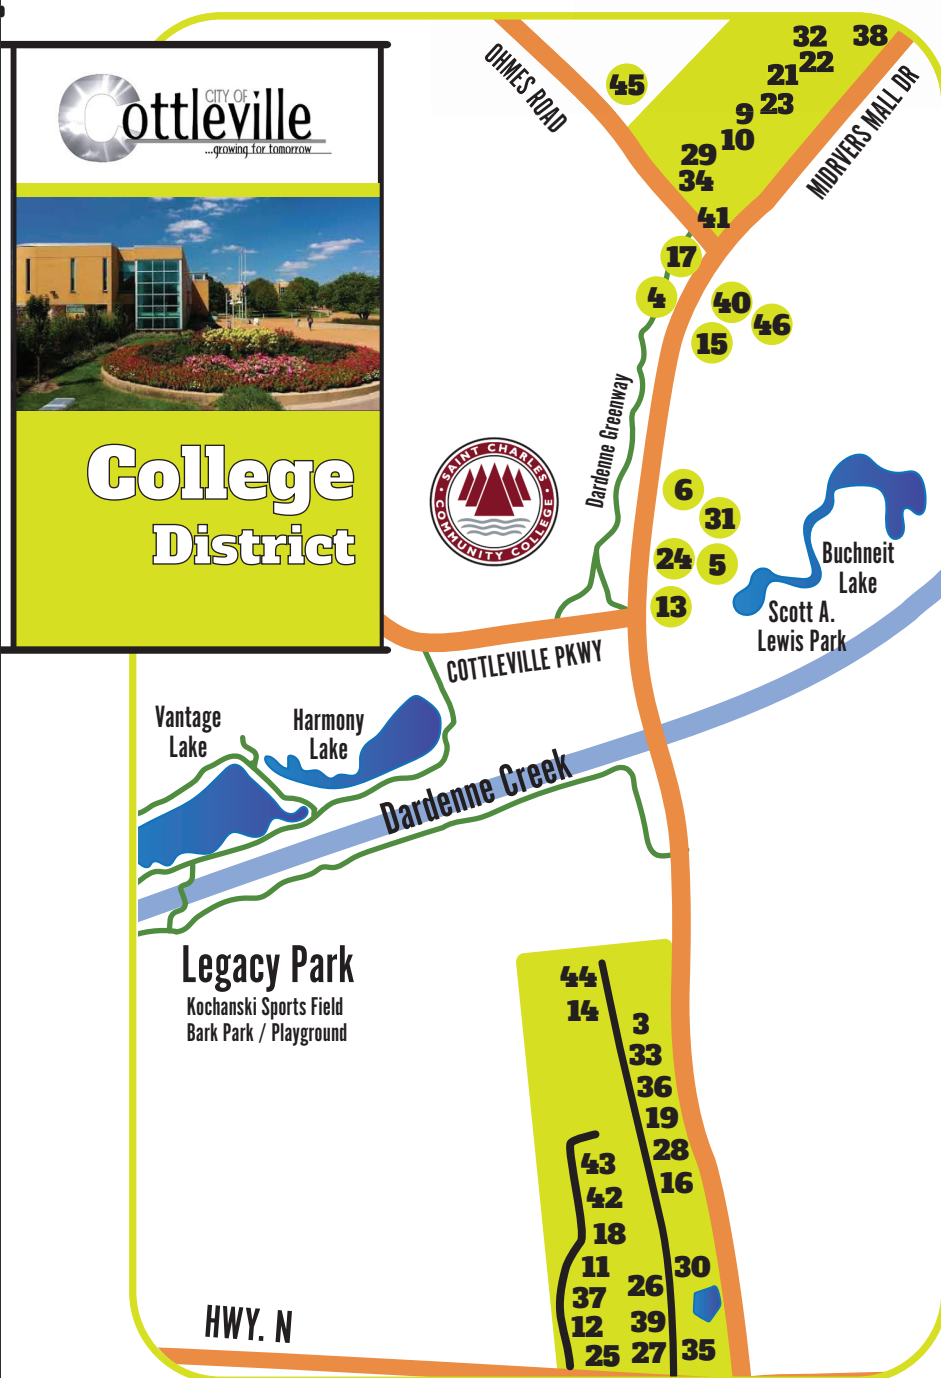 CITY OF
Cottleville
...growing for tomorrow
College
District
OHMES ROAD
MIDRVERS MALL DR
32
38
22
21
23
9
10
29
34
41
45
17
4
40
46
15
Dardenne Greenway
SAINT CHARLES
COMMUNITY COLLEGE
6
31
24
5
13
Buchneit
Lake
Scott A.
Lewis Park
COTTLEVILLE PKWY
Vantage
Lake
Harmony
Lake
Dardenne Creek
Legacy Park
Kochanski Sports Field
Bark Park / Playground
44
14
3
33
36
19
28
16
43
42
18
11
30
26
37
12
39
25
27
35
HWY. N